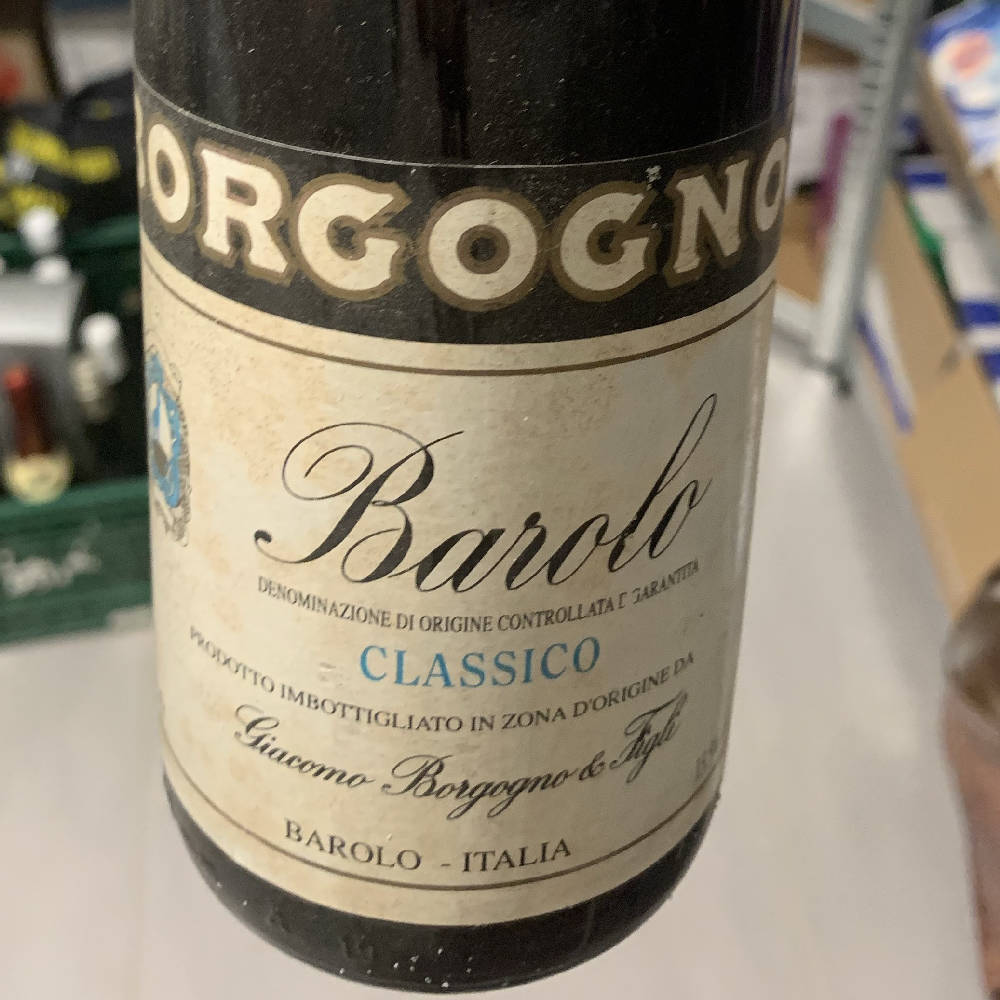 BORGOGNO
Barolo
DENOMINAZIONE DI ORIGINE CONTROLLATA E GARANTITA
CLASSICO
PRODOTTO IMBOTTIGLIATO IN ZONA D'ORIGINE DA
Giacomo Borgogno & Figli
BAROLO - ITALIA